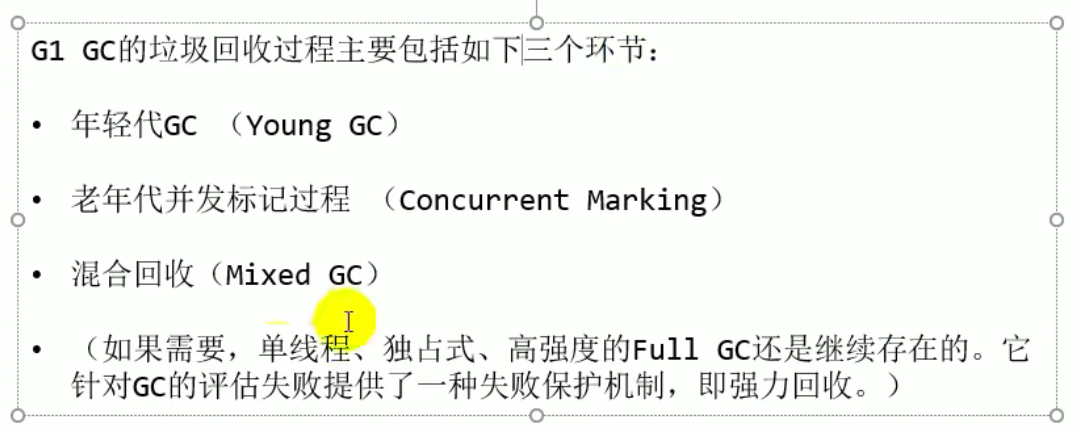 G1 GC的垃圾回收过程主要包括如下三个环节：
• 年轻代GC （Young GC）
• 老年代并发标记过程 （Concurrent Marking）
• 混合回收（Mixed GC）
• （如果需要，单线程、独占式、高强度的Full GC还是继续存在的。它
针对GC的评估失败提供了一种失败保护机制，即强力回收。）